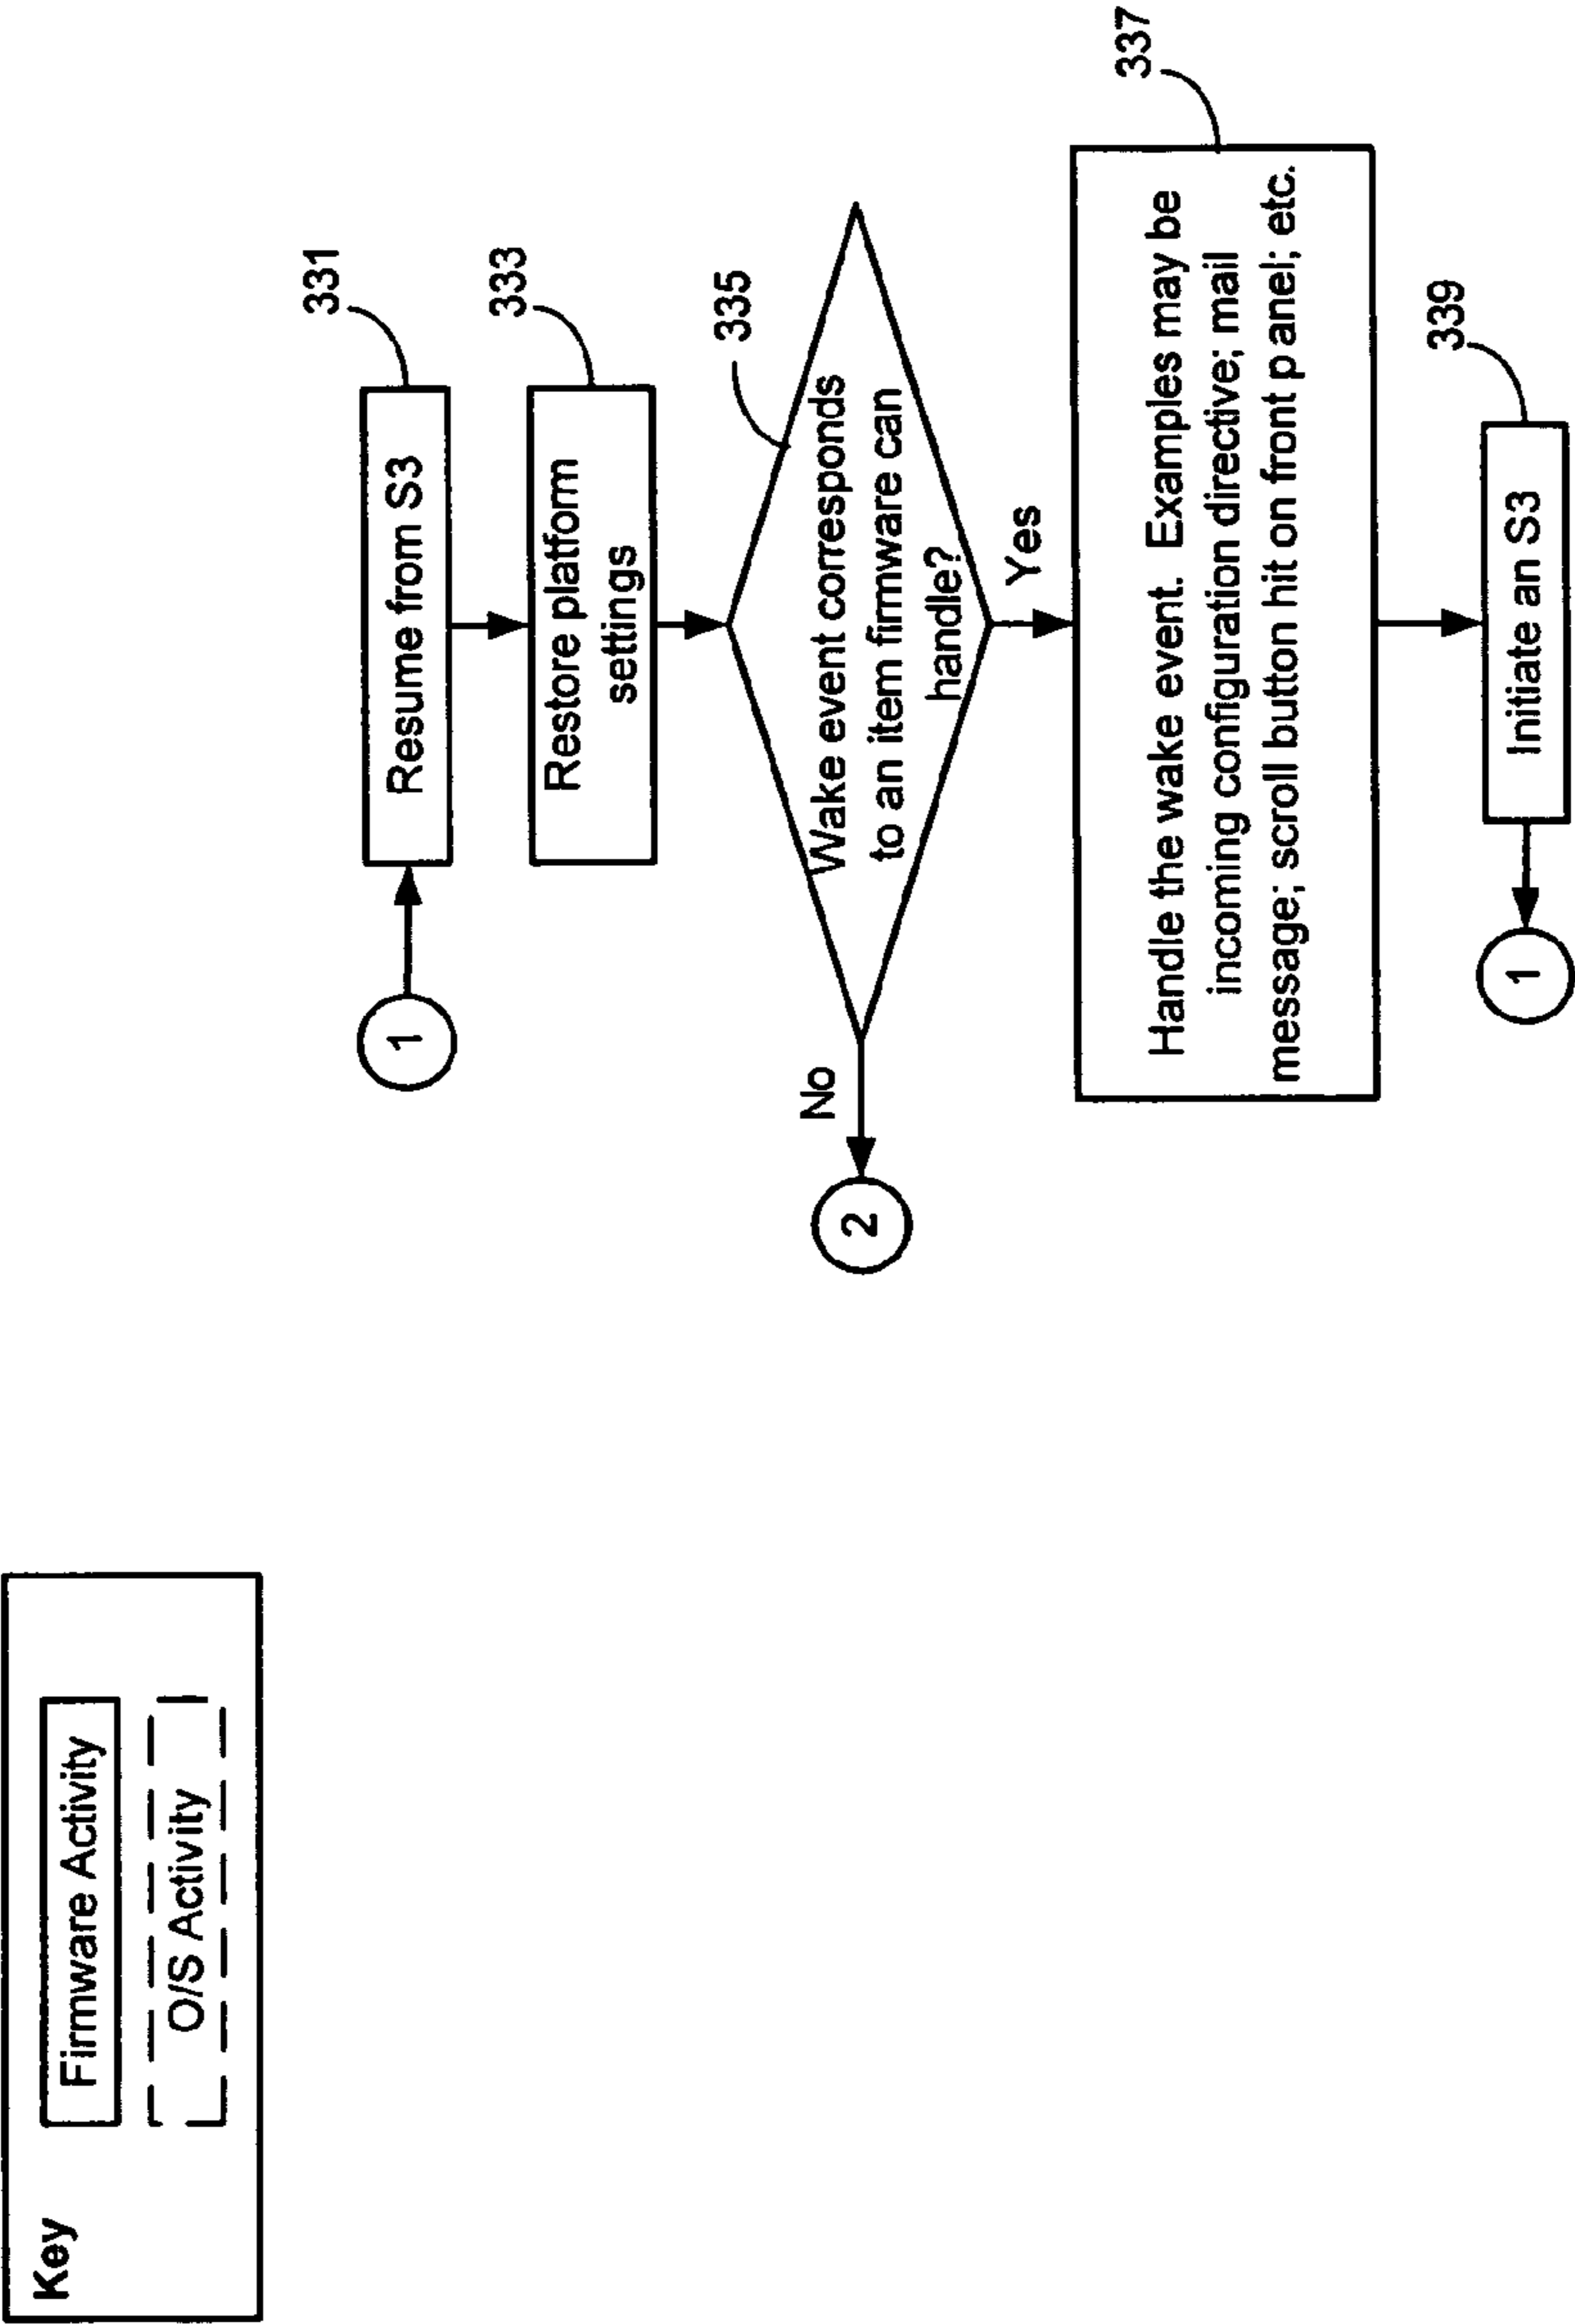 Key
Firmware Activity
O/S Activity
1
Resume from S3
331
Restore platform
settings
333
Wake event corresponds
to an item firmware can
handle?
335
No
2
Yes
Handle the wake event. Examples may be
incoming configuration directive; mail
message; scroll button hit on front p anel; etc.
337
Initiate an S3
339
1